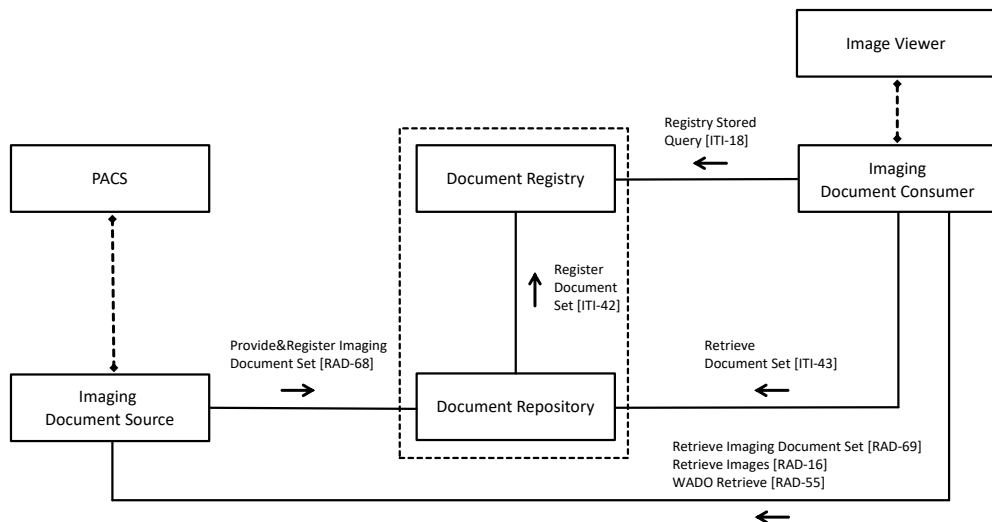 Image Viewer
Registry Stored
Query [ITI-18]
PACS
Document Registry
Imaging
Document Consumer
Register
Document
Set [ITI-42]
Provide&Register Imaging
Document Set [RAD-68]
Retrieve
Document Set [ITI-43]
Imaging
Document Source
Document Repository
Retrieve Imaging Document Set [RAD-69]
Retrieve Images [RAD-16]
WADO Retrieve [RAD-55]